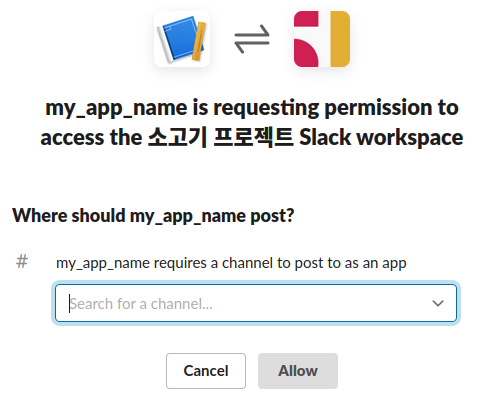 my_app_name is requesting permission to
access the 소고기 프로젝트 Slack workspace
Where should my_app_name post?
# my_app_name requires a channel to post to as an app
Search for a channel...
Cancel Allow